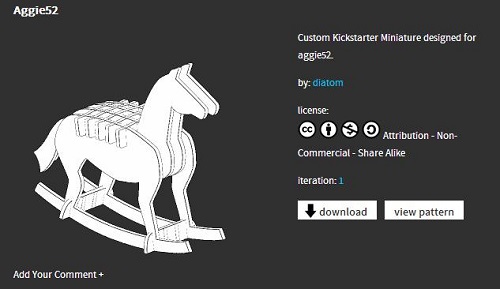 Aggie52
Custom Kickstarter Miniature designed for
aggie52.
by: diatom
license:
cc Attribution - Non-
Commercial - Share Alike
iteration: 1
download
view pattern
Add Your Comment +